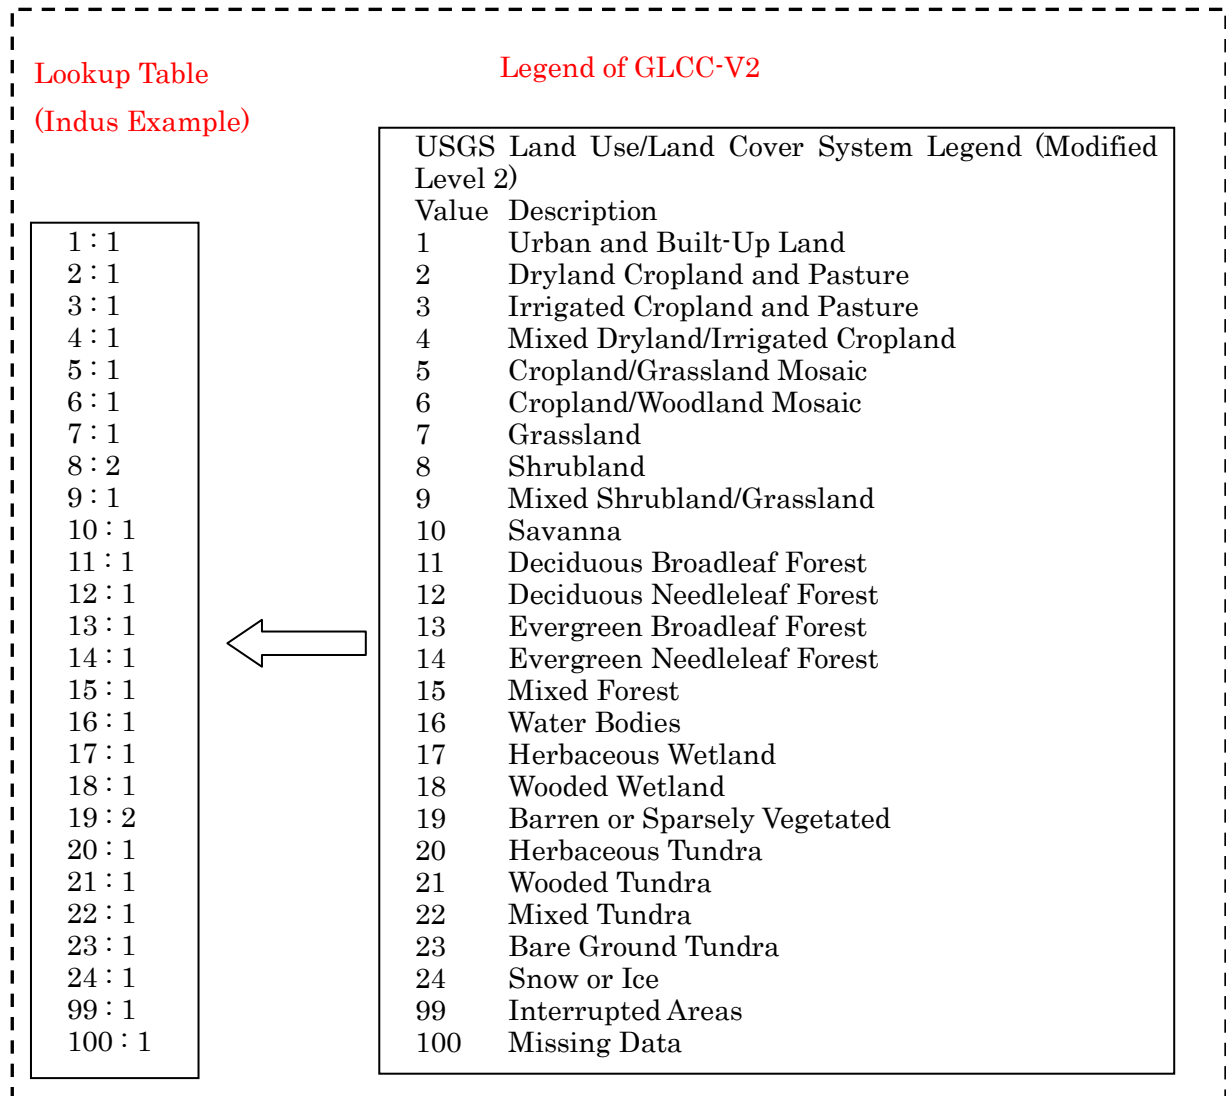 Lookup Table
(Indus Example)
Legend of GLCC-V2
1 : 1
2 : 1
3 : 1
4 : 1
5 : 1
6 : 1
7 : 1
8 : 2
9 : 1
10 : 1
11 : 1
12 : 1
13 : 1
14 : 1
15 : 1
16 : 1
17 : 1
18 : 1
19 : 2
20 : 1
21 : 1
22 : 1
23 : 1
24 : 1
99 : 1
100 : 1
USGS Land Use/Land Cover System Legend (Modified
Level 2)
Value Description
1 Urban and Built-Up Land
2 Dryland Cropland and Pasture
3 Irrigated Cropland and Pasture
4 Mixed Dryland/Irrigated Cropland
5 Cropland/Grassland Mosaic
6 Cropland/Woodland Mosaic
7 Grassland
8 Shrubland
9 Mixed Shrubland/Grassland
10 Savanna
11 Deciduous Broadleaf Forest
12 Deciduous Needleleaf Forest
13 Evergreen Broadleaf Forest
14 Evergreen Needleleaf Forest
15 Mixed Forest
16 Water Bodies
17 Herbaceous Wetland
18 Wooded Wetland
19 Barren or Sparsely Vegetated
20 Herbaceous Tundra
21 Wooded Tundra
22 Mixed Tundra
23 Bare Ground Tundra
24 Snow or Ice
99 Interrupted Areas
100 Missing Data